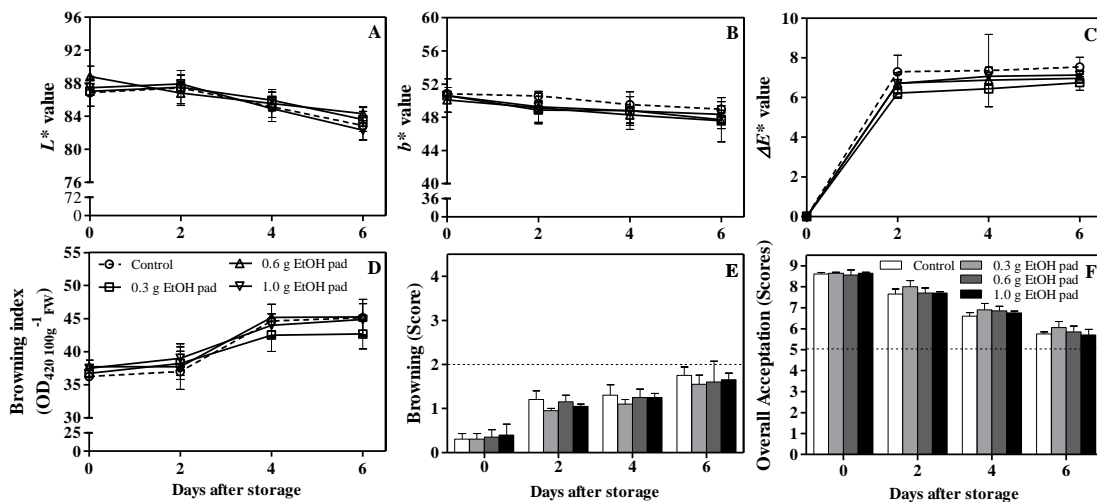 96
92
88
84
80
76
72
0
L* value
A
0 2 4 6
60
56
52
48
44
40
36
0
b* value
B
0 2 4 6
10
8
6
4
2
0
ΔE* value
C
0 2 4 6
Days after storage
55
50
45
40
35
30
25
0
Browning index
(OD420 100g-1 FW)
D
Control
0.3 g EtOH pad
0.6 g EtOH pad
1.0 g EtOH pad
0 2 4 6
Days after storage
4
3
2
1
0
Browning (Score)
E
0 2 4 6
Days after storage
9
8
7
6
5
4
3
2
1
0
Overall Acceptation (Scores)
F
Control
0.3 g EtOH pad
0.6 g EtOH pad
1.0 g EtOH pad
0 2 4 6
Days after storage